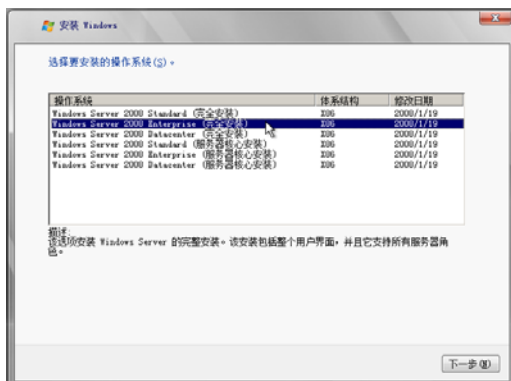 安装 Windows
选择要安装的操作系统(S)。
操作系统 体系结构 修改日期
Windows Server 2008 Standard (完全安装) X86 2008/1/19
Windows Server 2008 Enterprise (完全安装) X86 2008/1/19
Windows Server 2008 Datacenter (完全安装) X86 2008/1/19
Windows Server 2008 Standard (服务器核心安装) X86 2008/1/19
Windows Server 2008 Enterprise (服务器核心安装) X86 2008/1/19
Windows Server 2008 Datacenter (服务器核心安装) X86 2008/1/19
描述:
该选项安装 Windows Server 的完整安装。该安装包括整个用户界面，并且它支持所有服务器角
色。
下一步(N)